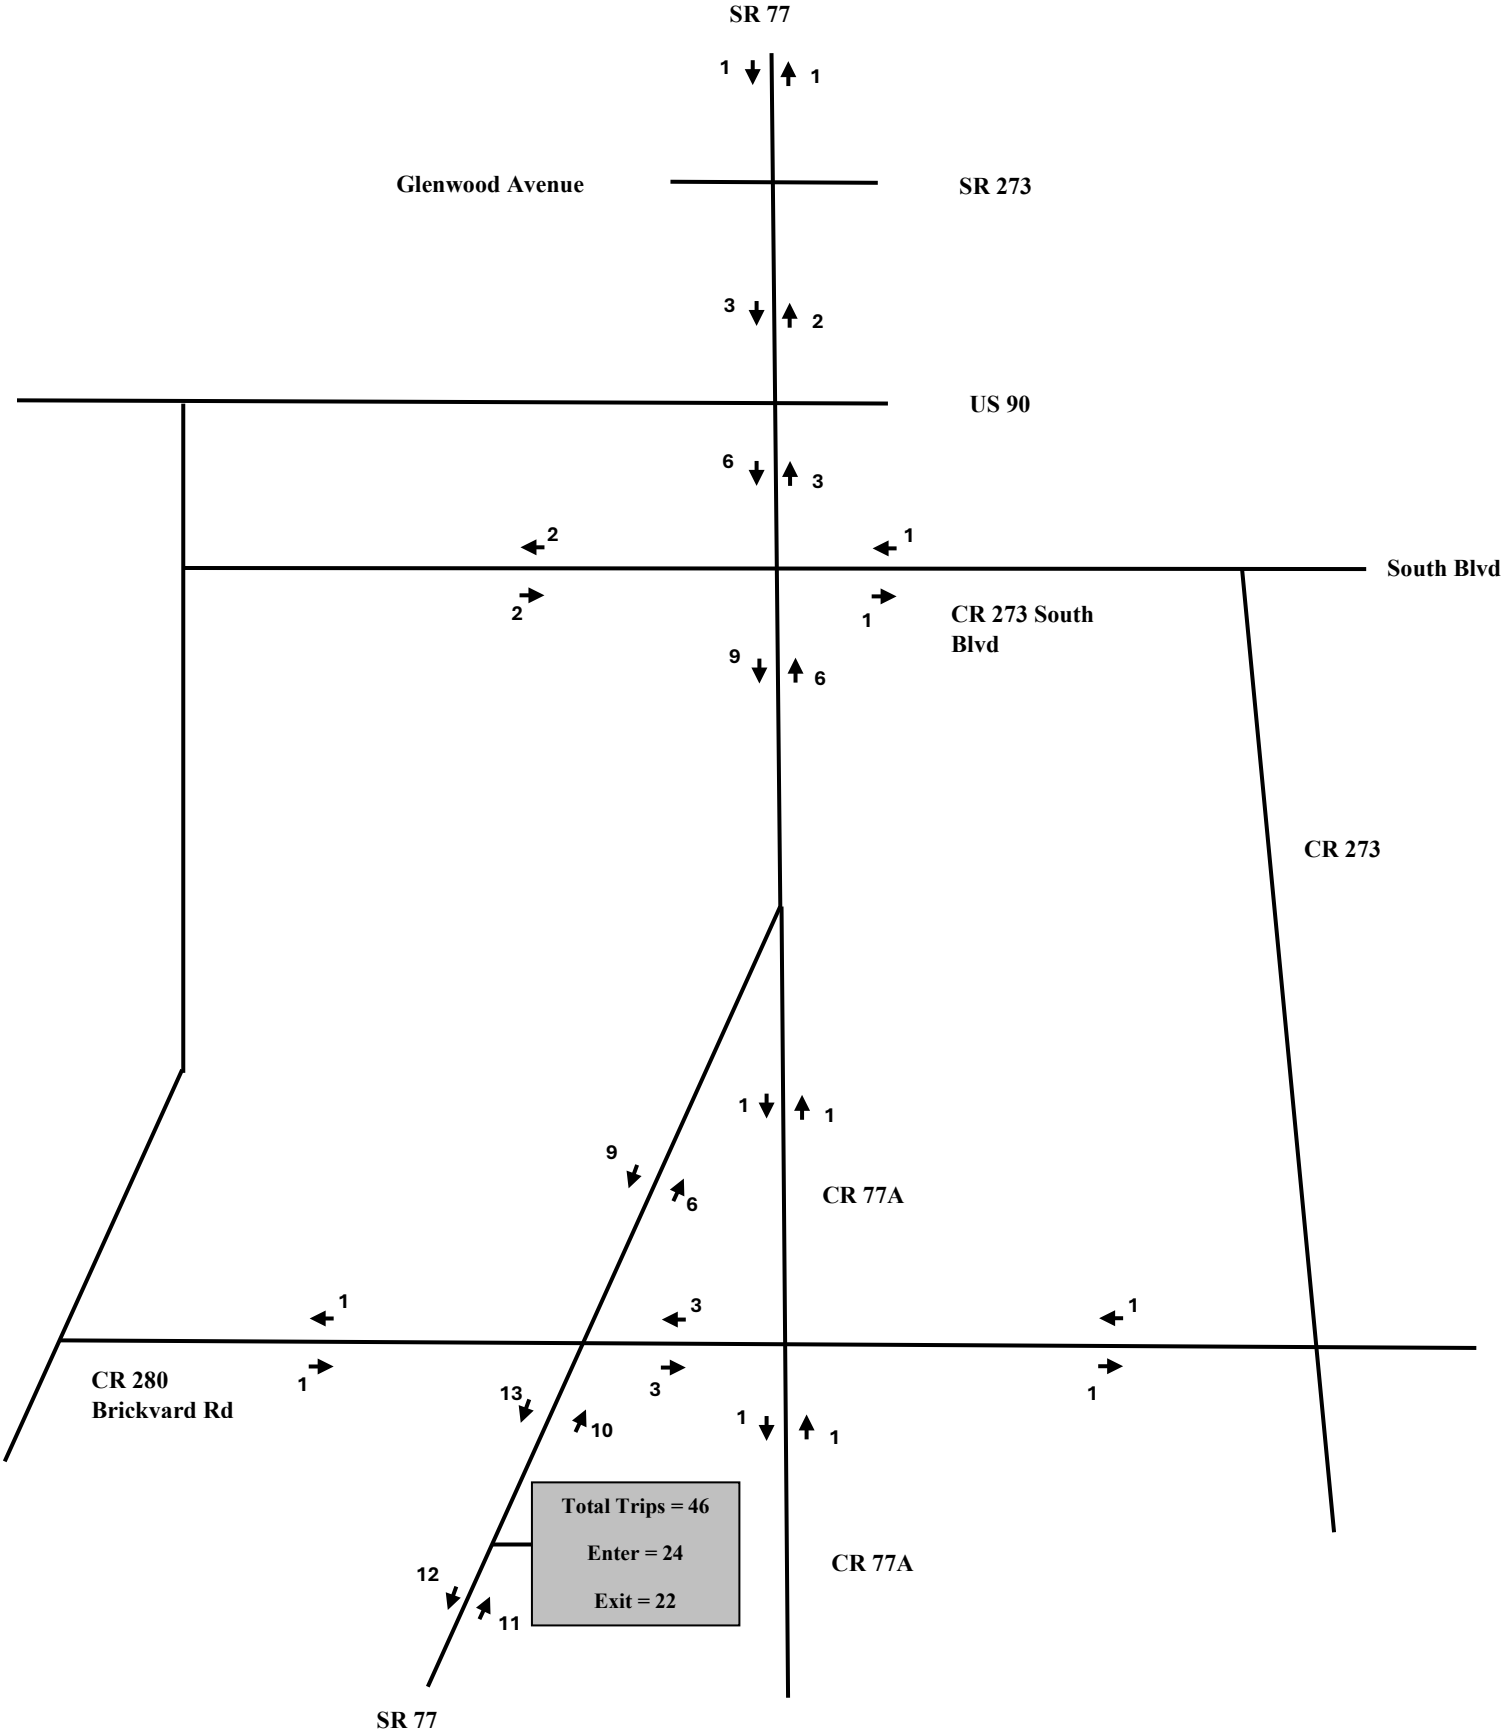 SR 77
1
1
Glenwood Avenue
SR 273
3
2
US 90
6
3
2
1
South Blvd
2
1
CR 273 South
Blvd
9
6
CR 273
1
1
9
6
CR 77A
1
3
1
1
3
1
CR 280
Brickvard Rd
13
10
1
1
Total Trips = 46
Enter = 24
Exit = 22
CR 77A
12
11
SR 77